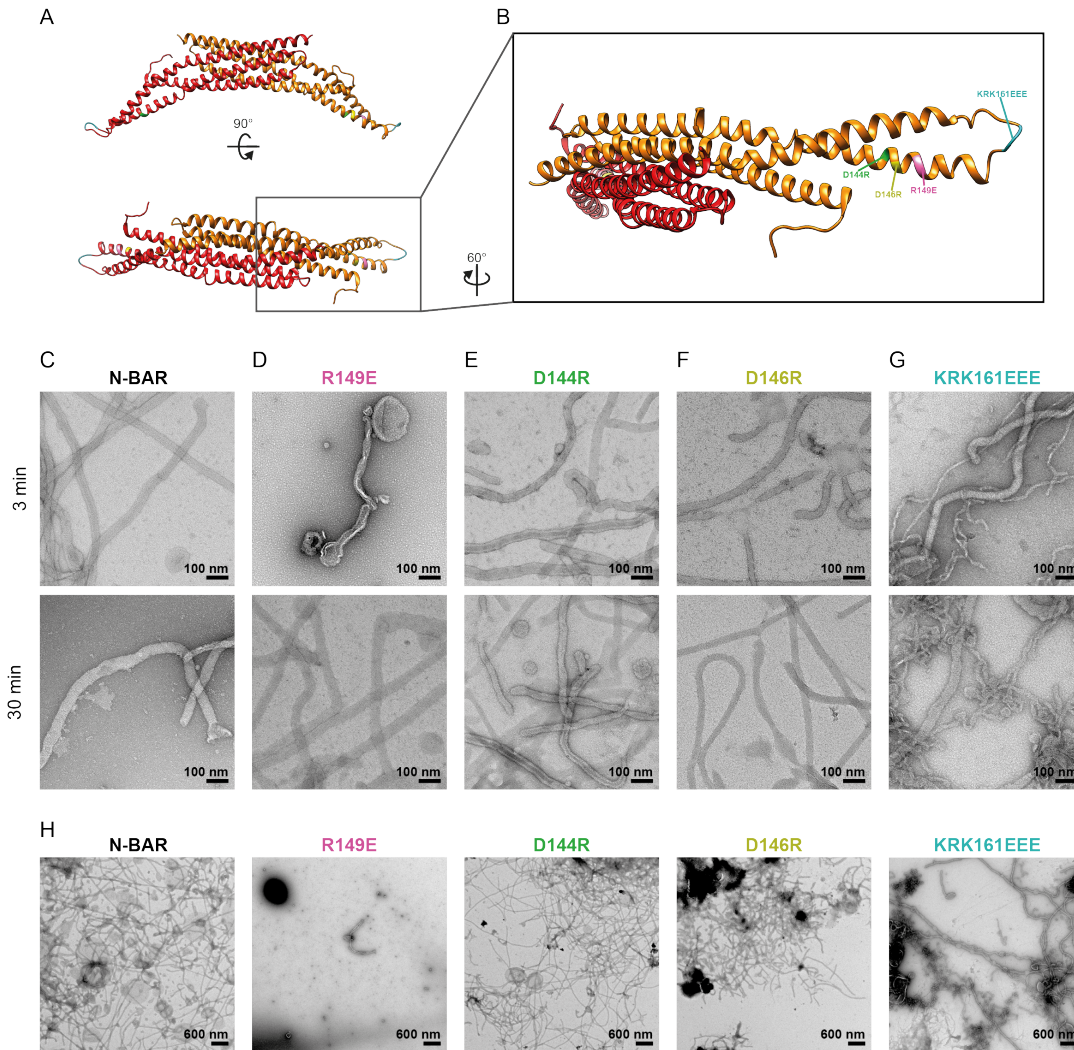 A
B
90°
60°
KRK161EEE
D144R
D146R
R149E
C
D
E
F
G
N-BAR
R149E
D144R
D146R
KRK161EEE
3 min
100 nm
100 nm
100 nm
100 nm
100 nm
30 min
100 nm
100 nm
100 nm
100 nm
100 nm
H
N-BAR
R149E
D144R
D146R
KRK161EEE
600 nm
600 nm
600 nm
600 nm
600 nm